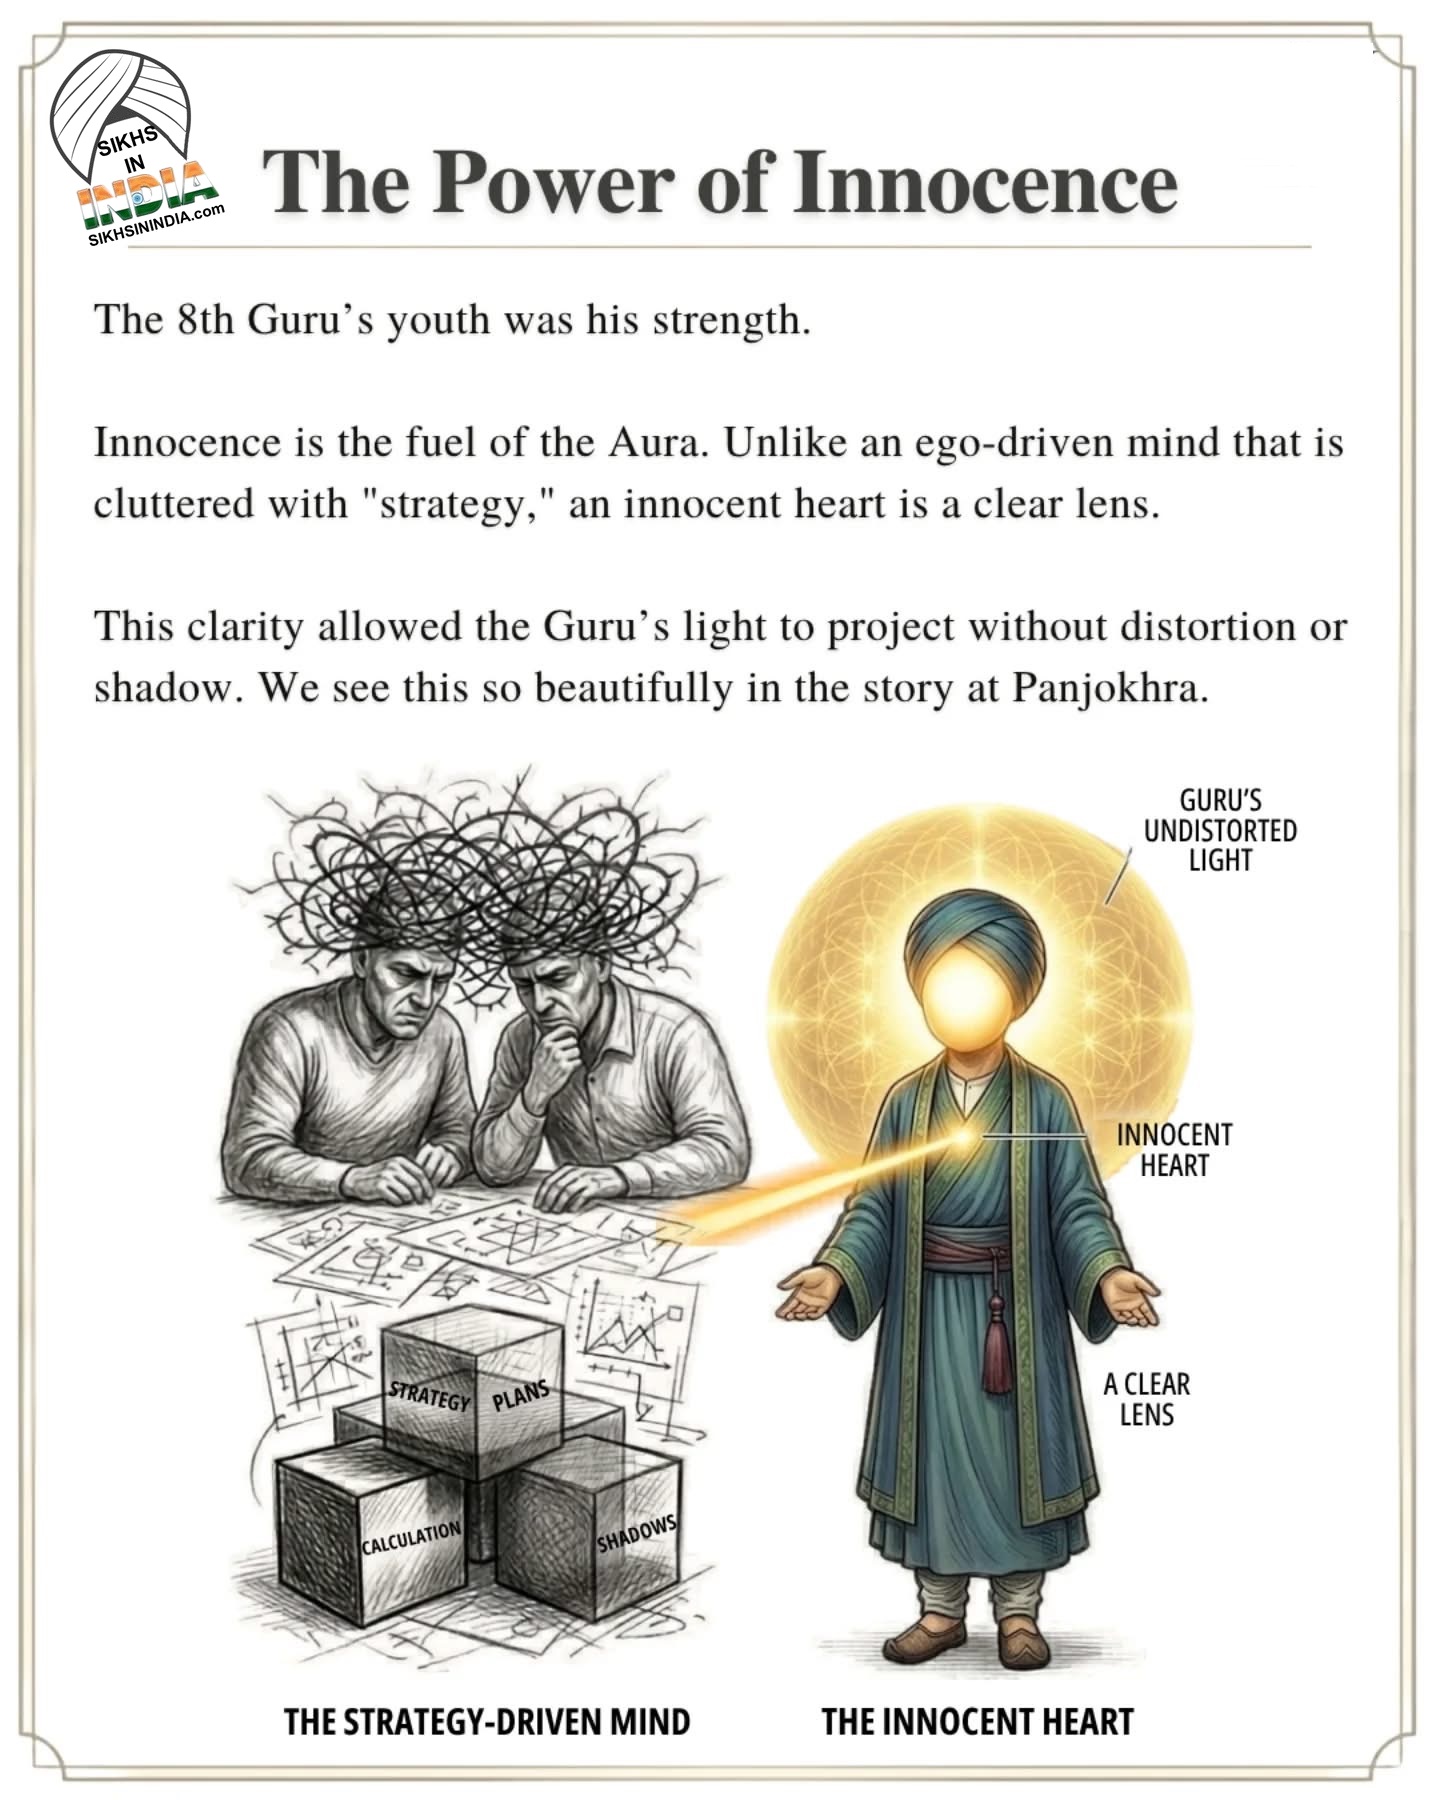 SIKHS
IN
INDIA
SIKHSININDIA.com
The Power of Innocence
The 8th Guru’s youth was his strength.
Innocence is the fuel of the Aura. Unlike an ego-driven mind that is
cluttered with "strategy," an innocent heart is a clear lens.
This clarity allowed the Guru’s light to project without distortion or
shadow. We see this so beautifully in the story at Panjokhra.
GURU’S
UNDISTORTED
LIGHT
INNOCENT
HEART
A CLEAR
LENS
STRATEGY
PLANS
CALCULATION
SHADOWS
THE STRATEGY-DRIVEN MIND
THE INNOCENT HEART